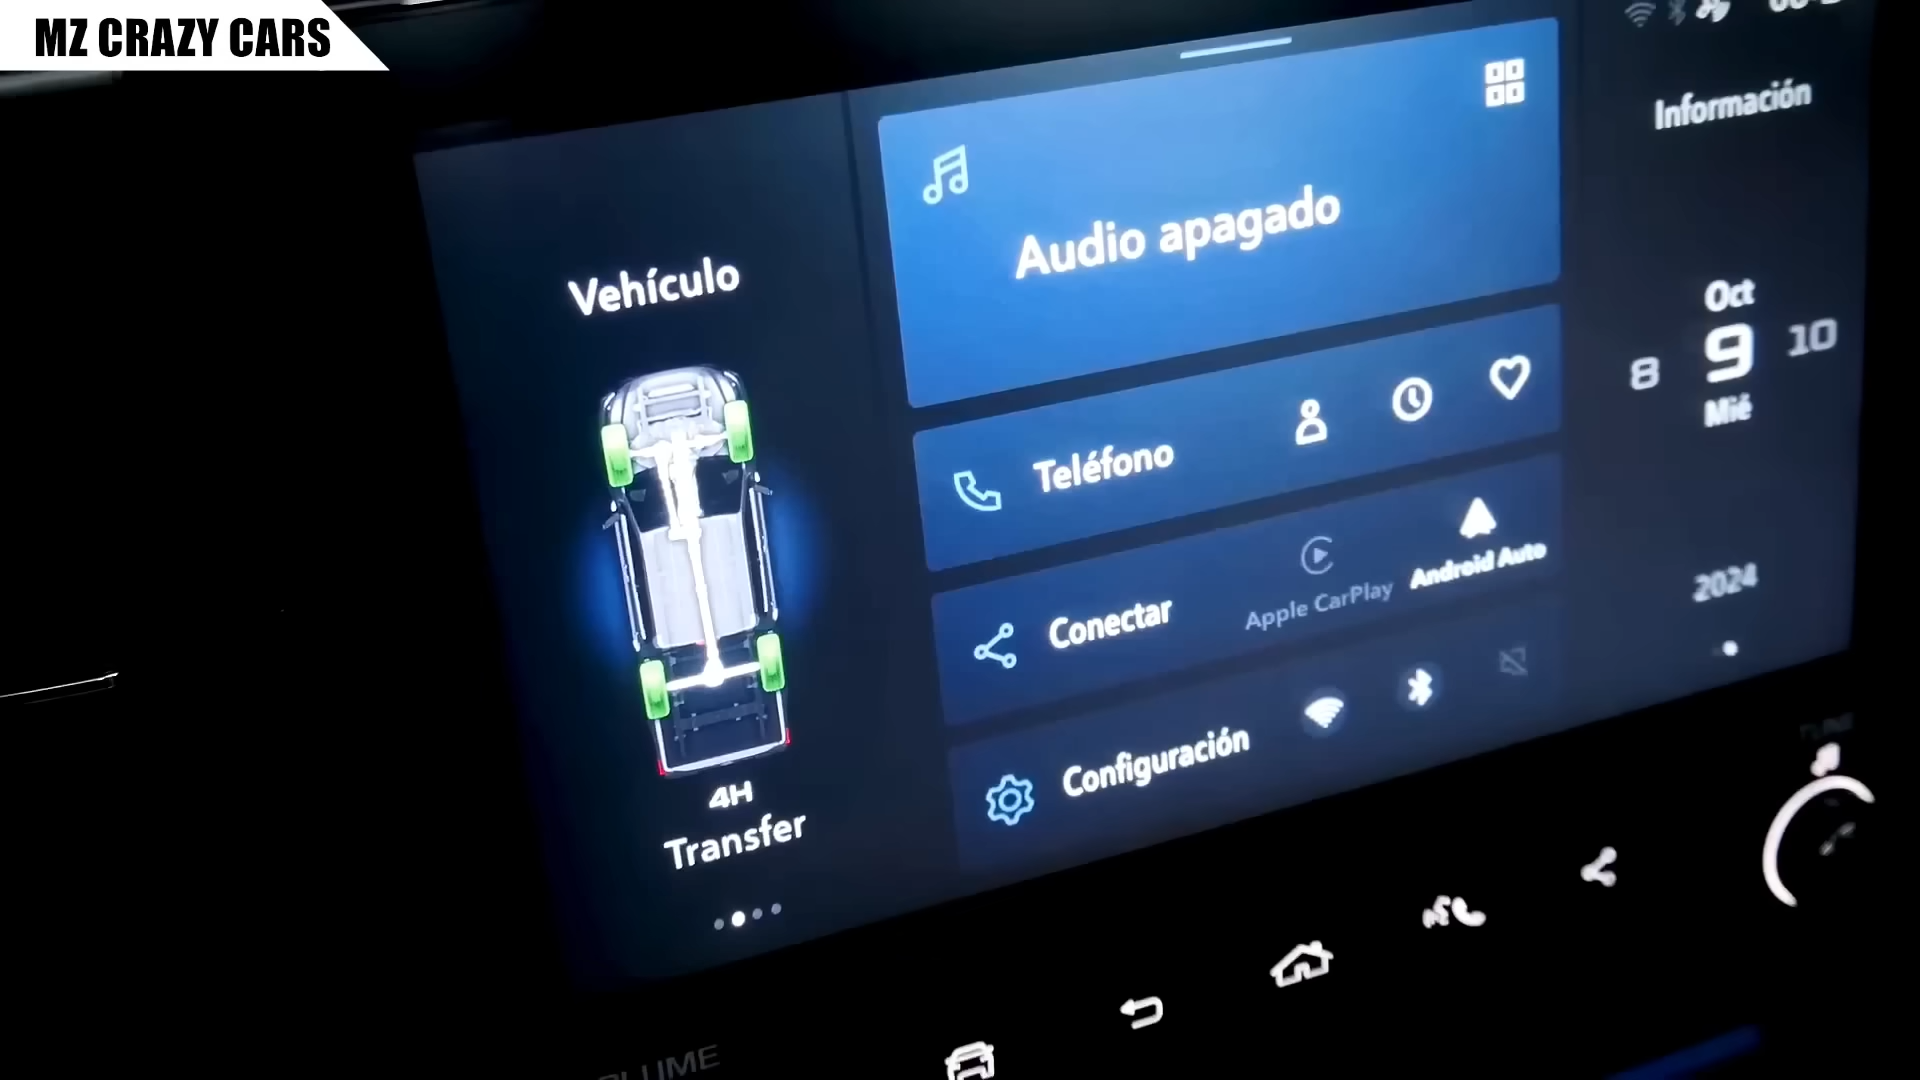 MZ CRAZY CARS
Información
Audio apagado
Vehículo
Oct
8 9 10
Mié
Teléfono
Apple CarPlay
Android Auto
Conectar
2024
Configuración
4H
Transfer
TUNE